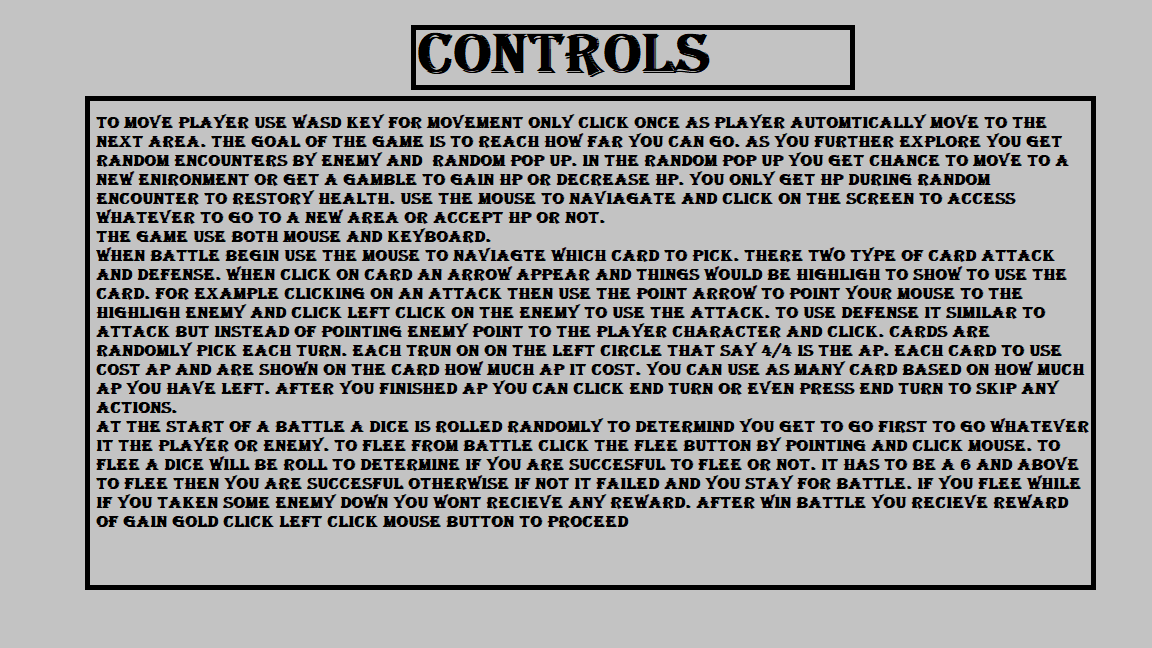 CONTROLS
TO MOVE PLAYER USE WASD KEY FOR MOVEMENT ONLY CLICK ONCE AS PLAYER AUTOMTICALLY MOVE TO THE
NEXT AREA. THE GOAL OF THE GAME IS TO REACH HOW FAR YOU CAN GO. AS YOU FURTHER EXPLORE YOU GET
RANDOM ENCOUNTERS BY ENEMY AND  RANDOM POP UP. IN THE RANDOM POP UP YOU GET CHANCE TO MOVE TO A
NEW ENIRONMENT OR GET A GAMBLE TO GAIN HP OR DECREASE HP. YOU ONLY GET HP DURING RANDOM
ENCOUNTER TO RESTORY HEALTH. USE THE MOUSE TO NAVIAGATE AND CLICK ON THE SCREEN TO ACCESS
WHATEVER TO GO TO A NEW AREA OR ACCEPT HP OR NOT.
THE GAME USE BOTH MOUSE AND KEYBOARD.
WHEN BATTLE BEGIN USE THE MOUSE TO NAVIAGTE WHICH CARD TO PICK. THERE TWO TYPE OF CARD ATTACK
AND DEFENSE. WHEN CLICK ON CARD AN ARROW APPEAR AND THINGS WOULD BE HIGHLIGH TO SHOW TO USE THE
CARD. FOR EXAMPLE CLICKING ON AN ATTACK THEN USE THE POINT ARROW TO POINT YOUR MOUSE TO THE
HIGHLIGH ENEMY AND CLICK LEFT CLICK ON THE ENEMY TO USE THE ATTACK. TO USE DEFENSE IT SIMILAR TO
ATTACK BUT INSTEAD OF POINTING ENEMY POINT TO THE PLAYER CHARACTER AND CLICK. CARDS ARE
RANDOMLY PICK EACH TURN. EACH TRUN ON ON THE LEFT CIRCLE THAT SAY 4/4 IS THE AP. EACH CARD TO USE
COST AP AND ARE SHOWN ON THE CARD HOW MUCH AP IT COST. YOU CAN USE AS MANY CARD BASED ON HOW MUCH
AP YOU HAVE LEFT. AFTER YOU FINISHED AP YOU CAN CLICK END TURN OR EVEN PRESS END TURN TO SKIP ANY
ACTIONS.
AT THE START OF A BATTLE A DICE IS ROLLED RANDOMLY TO DETERMIND YOU GET TO GO FIRST TO GO WHATEVER
IT THE PLAYER OR ENEMY. TO FLEE FROM BATTLE CLICK THE FLEE BUTTON BY POINTING AND CLICK MOUSE. TO
FLEE A DICE WILL BE ROLL TO DETERMINE IF YOU ARE SUCCESFUL TO FLEE OR NOT. IT HAS TO BE A 6 AND ABOVE
TO FLEE THEN YOU ARE SUCCESFUL OTHERWISE IF NOT IT FAILED AND YOU STAY FOR BATTLE. IF YOU FLEE WHILE
IF YOU TAKEN SOME ENEMY DOWN YOU WONT RECIEVE ANY REWARD. AFTER WIN BATTLE YOU RECIEVE REWARD
OF GAIN GOLD CLICK LEFT CLICK MOUSE BUTTON TO PROCEED